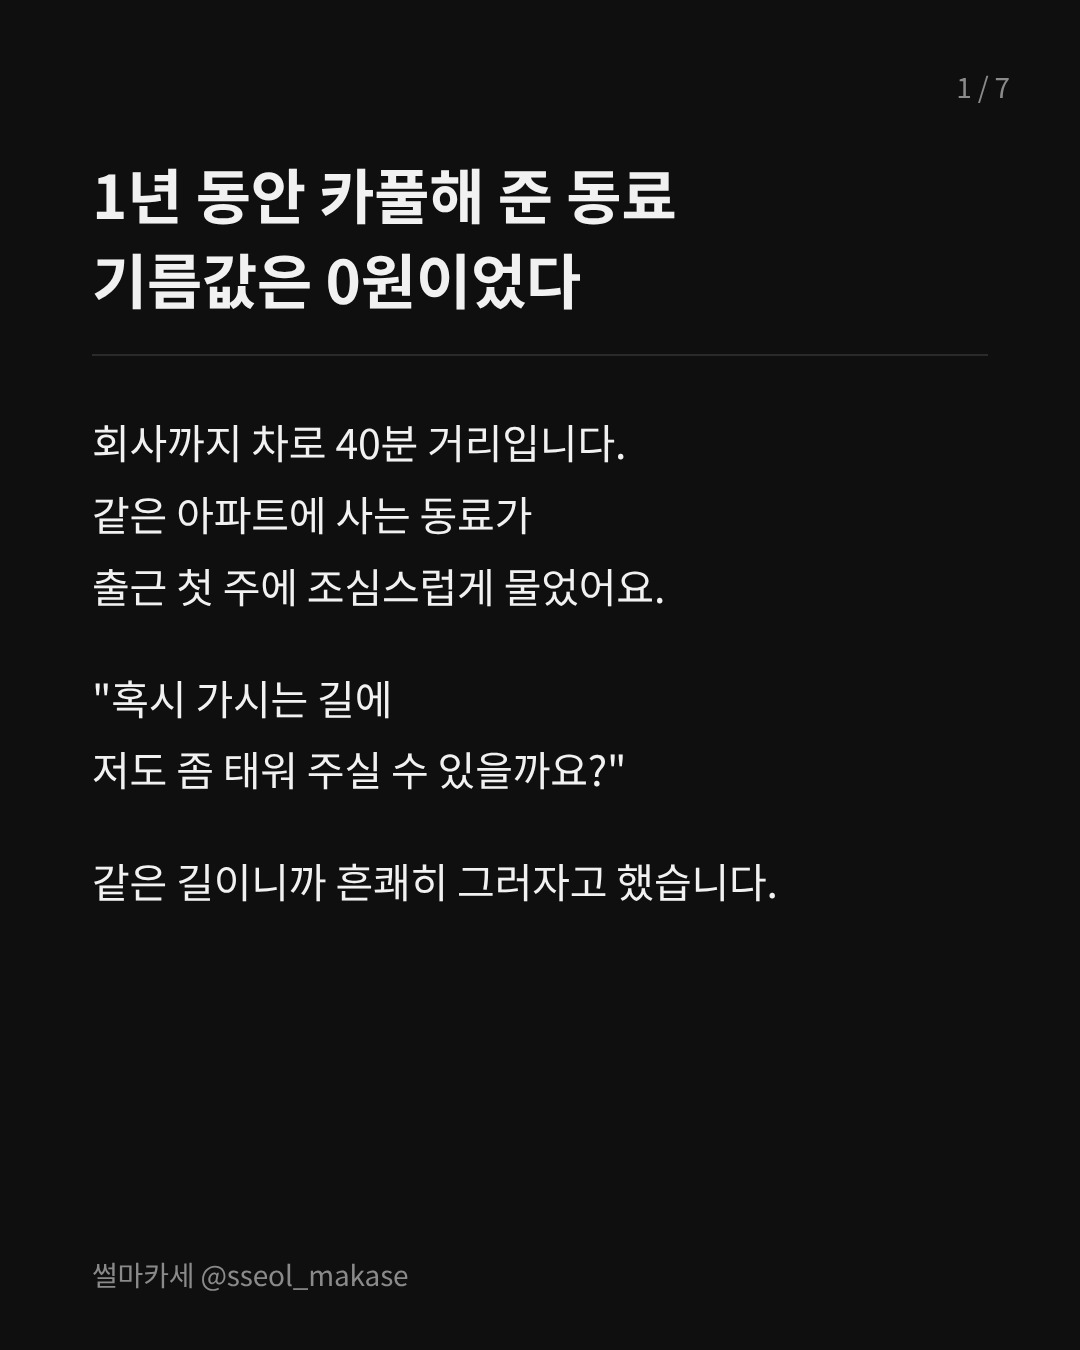 1 / 7
1년 동안 카풀해 준 동료
기름값은 0원이었다
회사까지 차로 40분 거리입니다.
같은 아파트에 사는 동료가
출근 첫 주에 조심스럽게 물었어요.
"혹시 가시는 길에
저도 좀 태워 주실 수 있을까요?"
같은 길이니까 흔쾌히 그러자고 했습니다.
썰마카세 @sseol_makase